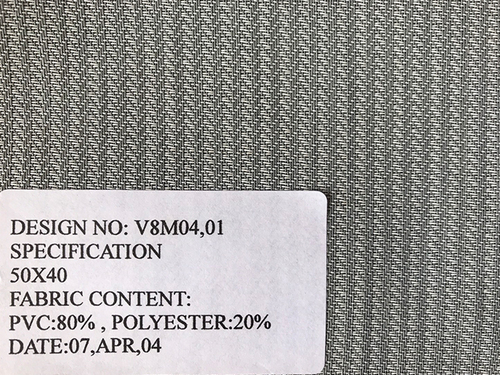 DESIGN NO: V8M04,01
SPECIFICATION
50X40
FABRIC CONTENT:
PVC:80% , POLYESTER:20%
DATE:07,APR,04